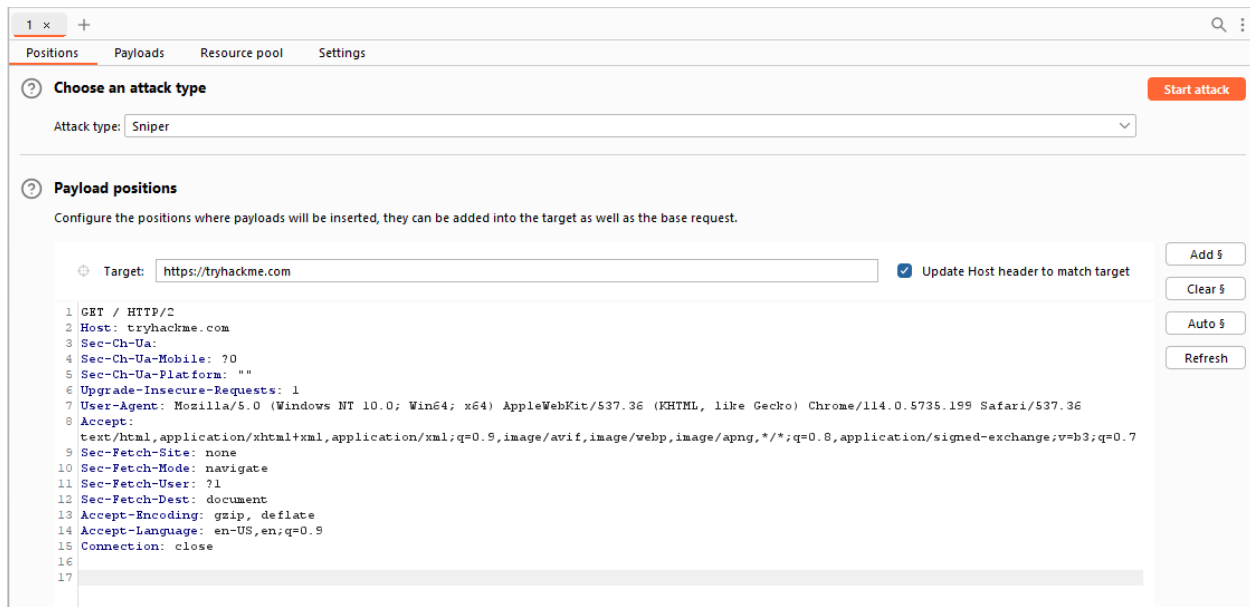 1 × +
Positions Payloads Resource pool Settings
? Choose an attack type
Start attack
Attack type: Sniper
? Payload positions
Configure the positions where payloads will be inserted, they can be added into the target as well as the base request.
Add §
Target: https://tryhackme.com Update Host header to match target
Clear §
Auto §
Refresh
1 GET / HTTP/2
2 Host: tryhackme.com
3 Sec-Ch-Ua:
4 Sec-Ch-Ua-Mobile: ?0
5 Sec-Ch-Ua-Platform: ""
6 Upgrade-Insecure-Requests: 1
7 User-Agent: Mozilla/5.0 (Windows NT 10.0; Win64; x64) AppleWebKit/537.36 (KHTML, like Gecko) Chrome/114.0.5735.199 Safari/537.36
8 Accept:
text/html,application/xhtml+xml,application/xml;q=0.9,image/avif,image/webp,image/apng,*/*;q=0.8,application/signed-exchange;v=b3;q=0.7
9 Sec-Fetch-Site: none
10 Sec-Fetch-Mode: navigate
11 Sec-Fetch-User: ?1
12 Sec-Fetch-Dest: document
13 Accept-Encoding: gzip, deflate
14 Accept-Language: en-US,en;q=0.9
15 Connection: close
16
17